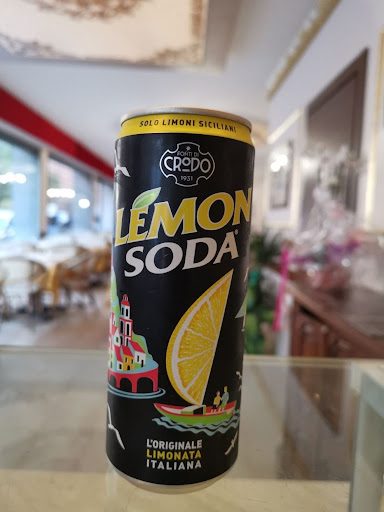 SOLO LIMONI SICILIANI
FONTI DI
CRODO
1931
LEMON
SODA®
L'ORIGINALE
LIMONATA
ITALIANA